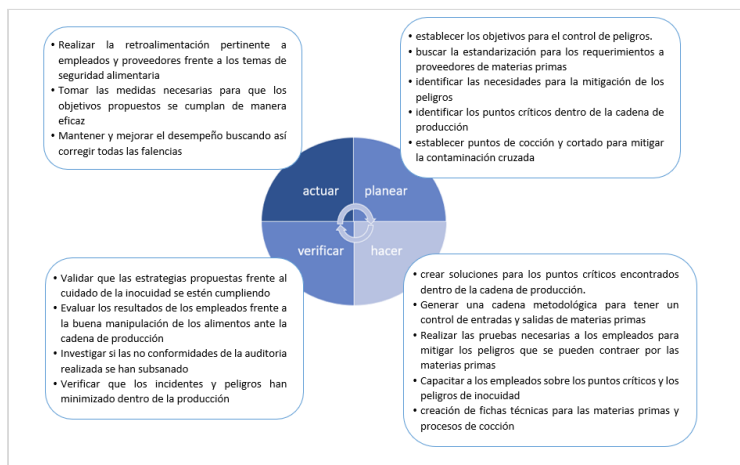 • Realizar la retroalimentación pertinente a
empleados y proveedores frente a los temas de
seguridad alimentaria
• Tomar las medidas necesarias para que los
objetivos propuestos se cumplan de manera
eficaz
• Mantener y mejorar el desempeño buscando así
corregir todas las falencias
• establecer los objetivos para el control de peligros.
• buscar la estandarización para los requerimientos a
proveedores de materias primas
• identificar las necesidades para la mitigación de los
peligros
• identificar los puntos críticos dentro de la cadena de
producción
• establecer puntos de cocción y cortado para mitigar
la contaminación cruzada
actuar
planear
verificar
hacer
• Validar que las estrategias propuestas frente al
cuidado de la inocuidad se estén cumpliendo
• Evaluar los resultados de los empleados frente a
la buena manipulación de los alimentos ante la
cadena de producción
• Investigar si las no conformidades de la auditoria
realizada se han subsanado
• Verificar que los incidentes y peligros han
minimizado dentro de la producción
• crear soluciones para los puntos críticos encontrados
dentro de la cadena de producción.
• Generar una cadena metodológica para tener un
control de entradas y salidas de materias primas
• Realizar las pruebas necesarias a los empleados para
mitigar los peligros que se pueden contraer por las
materias primas
• Capacitar a los empleados sobre los puntos críticos y los
peligros de inocuidad
• creación de fichas técnicas para las materias primas y
procesos de cocción